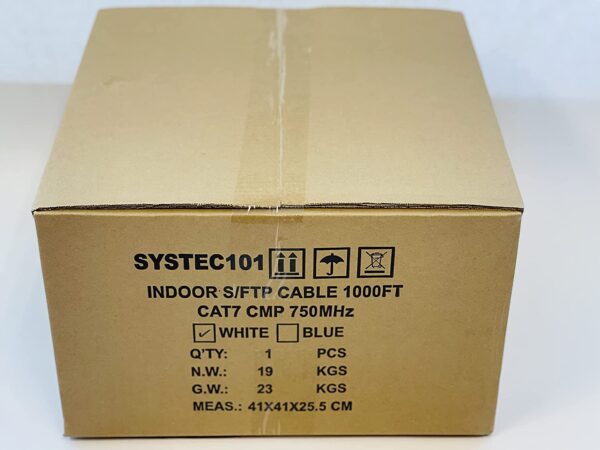 SYSTEC101
INDOOR S/FTP CABLE 1000FT
CAT7 CMP 750MHz
WHITE BLUE
Q'TY: 1 PCS
N.W.: 19 KGS
G.W.: 23 KGS
MEAS.: 41X41X25.5 CM